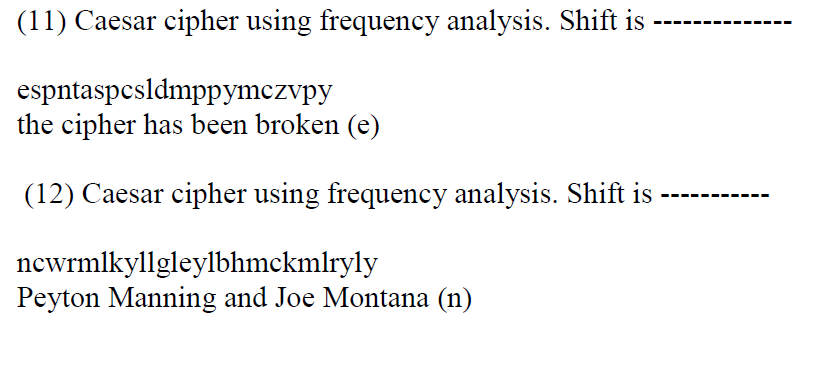 (11) Caesar cipher using frequency analysis. Shift is --------------
espntaspcsldmppymczvpy
the cipher has been broken (e)
(12) Caesar cipher using frequency analysis. Shift is -----------
ncwrmlkyllgleylbhmckmlryly
Peyton Manning and Joe Montana (n)